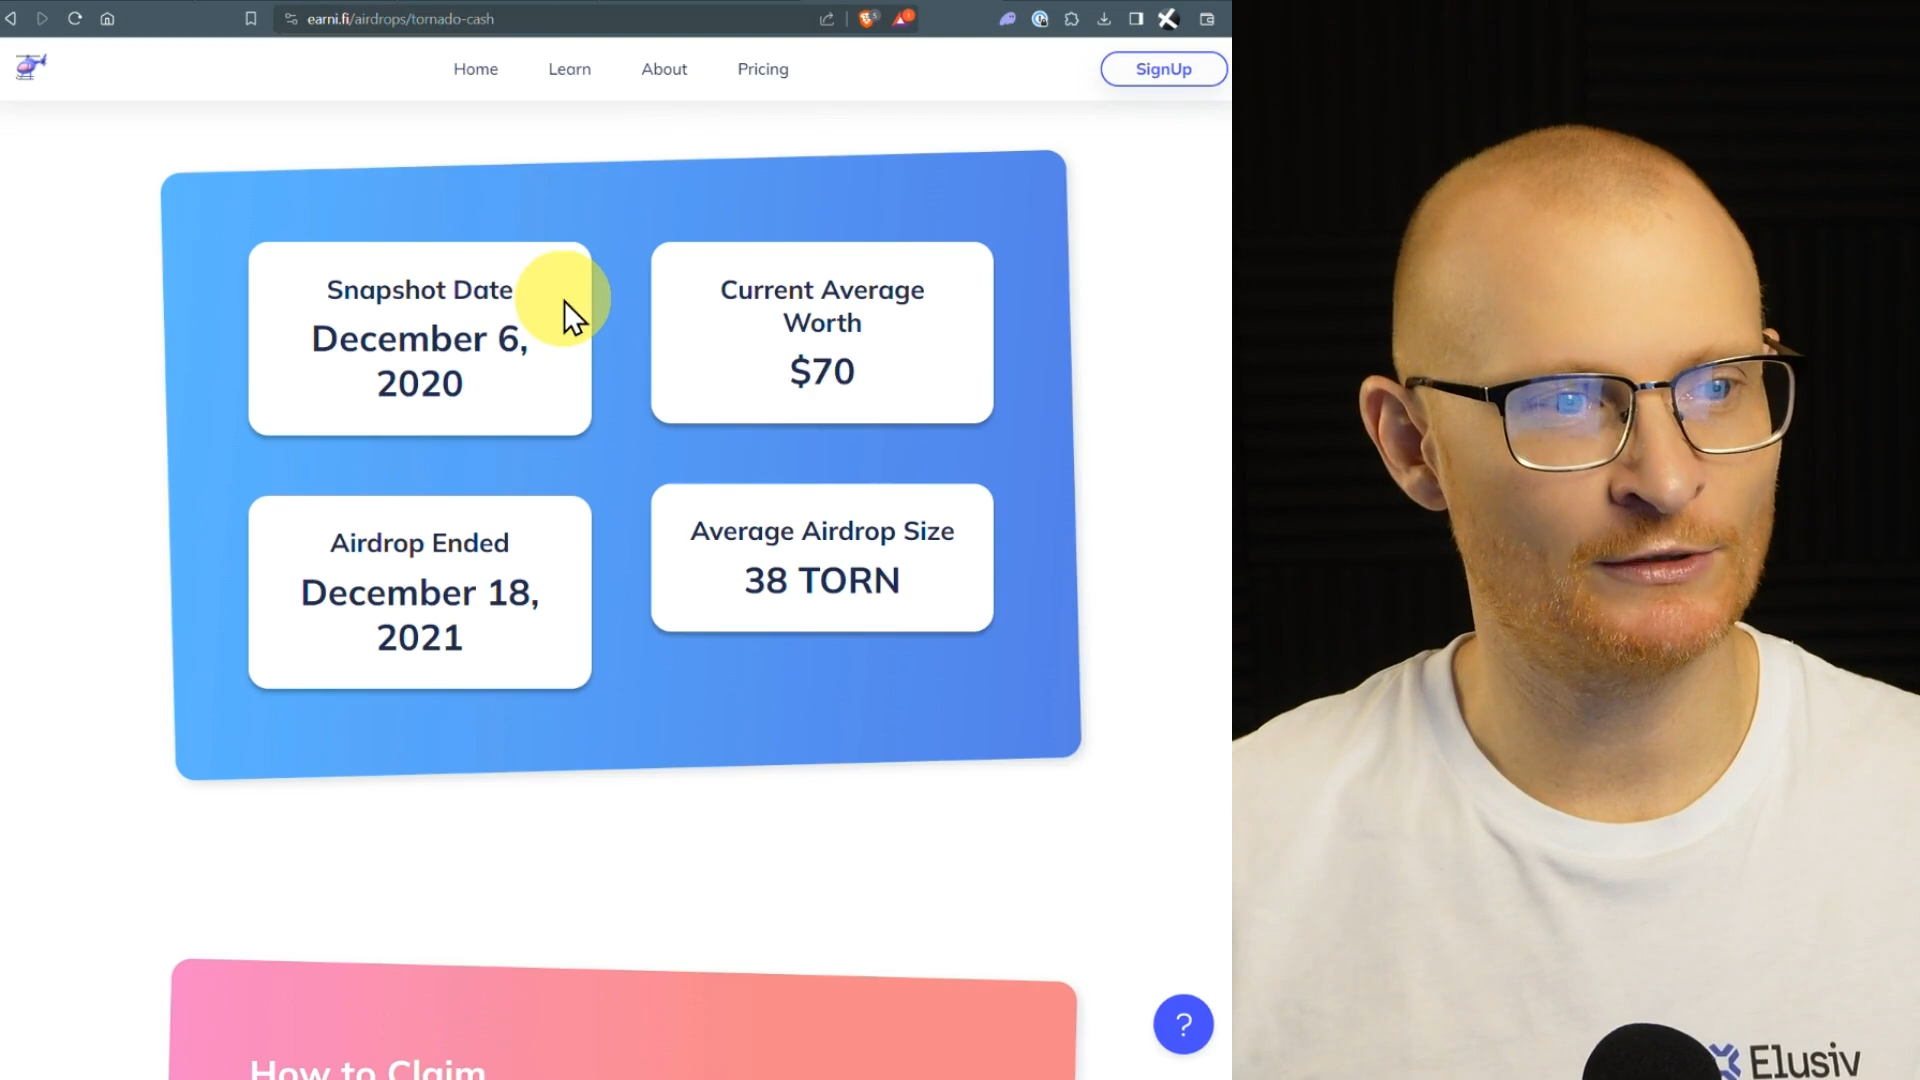 earni.fi/airdrops/tornado-cash
Home
Learn
About
Pricing
SignUp
Snapshot Date
December 6,
2020
Current Average
Worth
$70
Airdrop Ended
December 18,
2021
Average Airdrop Size
38 TORN
How to Claim
?
Elusiv